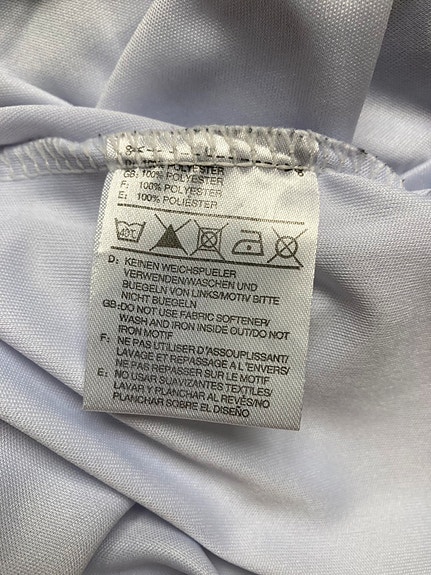 D: 100% POLYESTER
GB: 100% POLYESTER
F: 100% POLYESTER
E: 100% POLIÉSTER
40
D: KEINEN WEICHSPUELER
VERWENDEN/WASCHEN UND
BUEGELN VON LINKS/MOTIV BITTE
NICHT BUEGELN
GB:DO NOT USE FABRIC SOFTENER/
WASH AND IRON INSIDE OUT/DO NOT
IRON MOTIF
F: NE PAS UTILISER D'ASSOUPLISSANT/
LAVAGE ET REPASSAGE A L'ENVERS/
NE PAS REPASSER SUR LE MOTIF
E: NO USAR SUAVIZANTES TEXTILES/
LAVAR Y PLANCHAR AL REVÉS/NO
PLANCHAR SOBRE EL DISEÑO